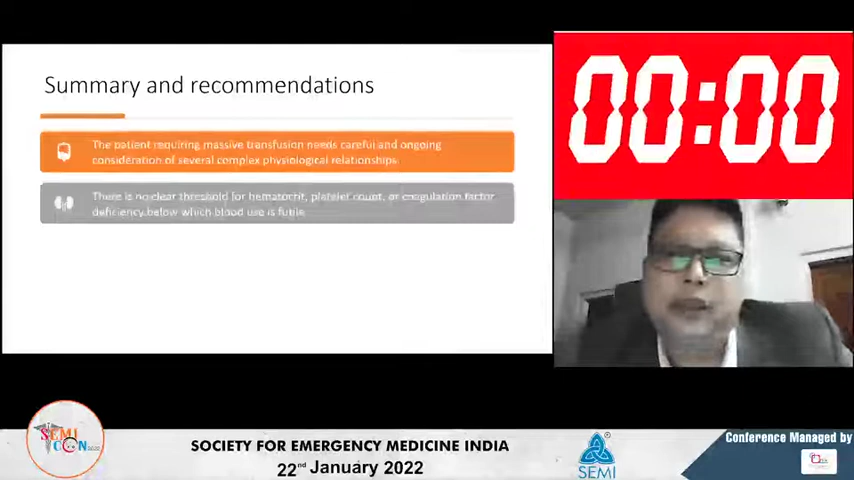 Summary and recommendations
The patient requiring massive transfusion needs careful and ongoing
consideration of several complex physiological relationships.
There is no clear threshold for hematocrit, platelet count, or coagulation factor
deficiency below which blood use is futile
00:00
SEMI
CON
SOCIETY FOR EMERGENCY MEDICINE INDIA
22nd January 2022
SEMI
Conference Managed by